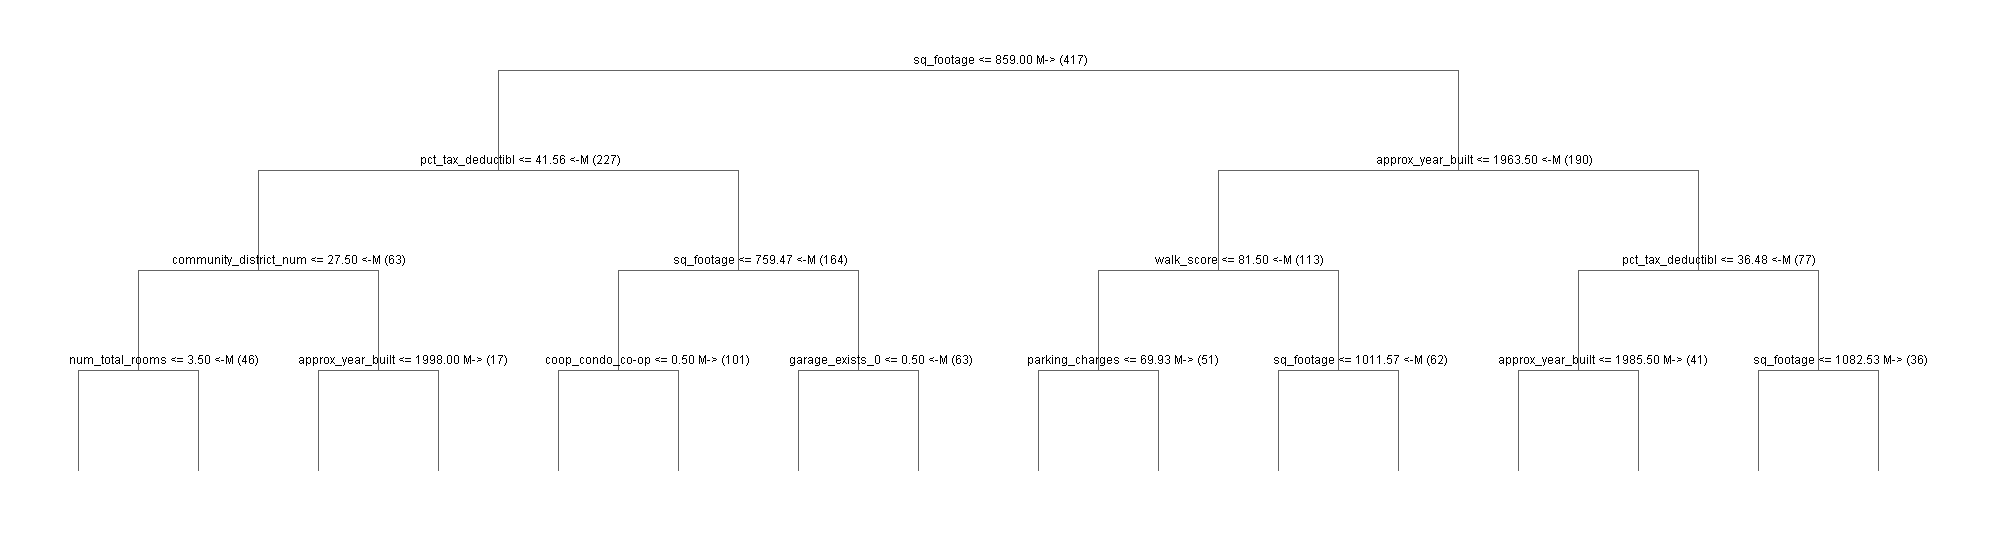 sq_footage <= 859.00 M-> (417)
pct_tax_deductibl <= 41.56 <-M (227)
approx_year_built <= 1963.50 <-M (190)
community_district_num <= 27.50 <-M (63)
sq_footage <= 759.47 <-M (164)
walk_score <= 81.50 <-M (113)
pct_tax_deductibl <= 36.48 <-M (77)
num_total_rooms <= 3.50 <-M (46)
approx_year_built <= 1998.00 M-> (17)
coop_condo_co-op <= 0.50 M-> (101)
garage_exists_0 <= 0.50 <-M (63)
parking_charges <= 69.93 M-> (51)
sq_footage <= 1011.57 <-M (62)
approx_year_built <= 1985.50 M-> (41)
sq_footage <= 1082.53 M-> (36)